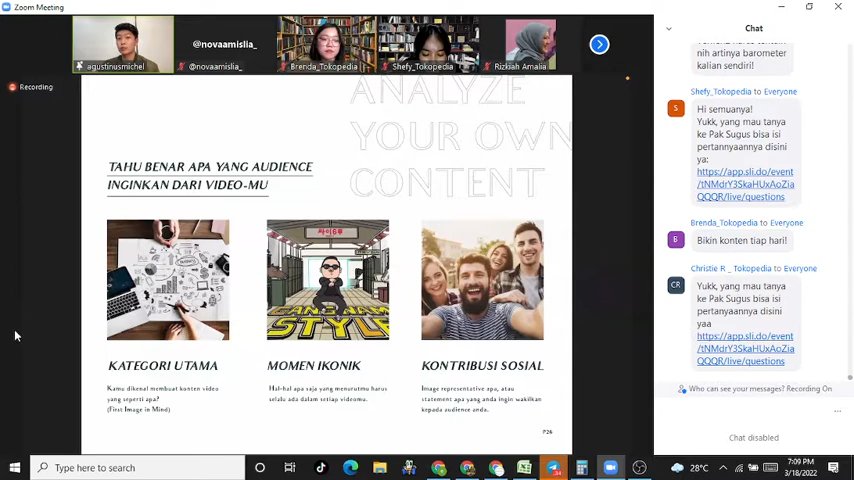 Zoom Meeting
agustinusmichel
@novaamislia_
@novaamislia_
Brenda_Tokopedia
Shefy_Tokopedia
Rizkiah Amalia
Recording
ANALYZE
YOUR OWN
CONTENT
TAHU BENAR APA YANG AUDIENCE
INGINKAN DARI VIDEO-MU
싸이6甲
GANGNAM
STYLE
KATEGORI UTAMA
Kamu dikenal membuat konten video
yang seperti apa?
(First Image in Mind)
MOMEN IKONIK
Hal-hal apa saja yang menurutmu harus
selalu ada dalam setiap videomu.
KONTRIBUSI SOSIAL
Image representative apa, atau
statement apa yang anda ingin wakilkan
kepada audience anda.
P26
Chat
nih artinya barometer
kalian sendiri!
Shefy_Tokopedia to Everyone
S
Hi semuanya!
Yukk, yang mau tanya
ke Pak Sugus bisa isi
pertanyaannya disini
ya:
https://app.sli.do/event
/tNMdrY3SkaHUxAoZia
QQQR/live/questions
Brenda_Tokopedia to Everyone
B
Bikin konten tiap hari!
Christie R _ Tokopedia to Everyone
CR
Yukk, yang mau tanya
ke Pak Sugus bisa isi
pertanyaannya disini
yaa
https://app.sli.do/event
/tNMdrY3SkaHUxAoZia
QQQR/live/questions
Who can see your messages? Recording On
Chat disabled
Type here to search
28°C
7:09 PM
3/18/2022